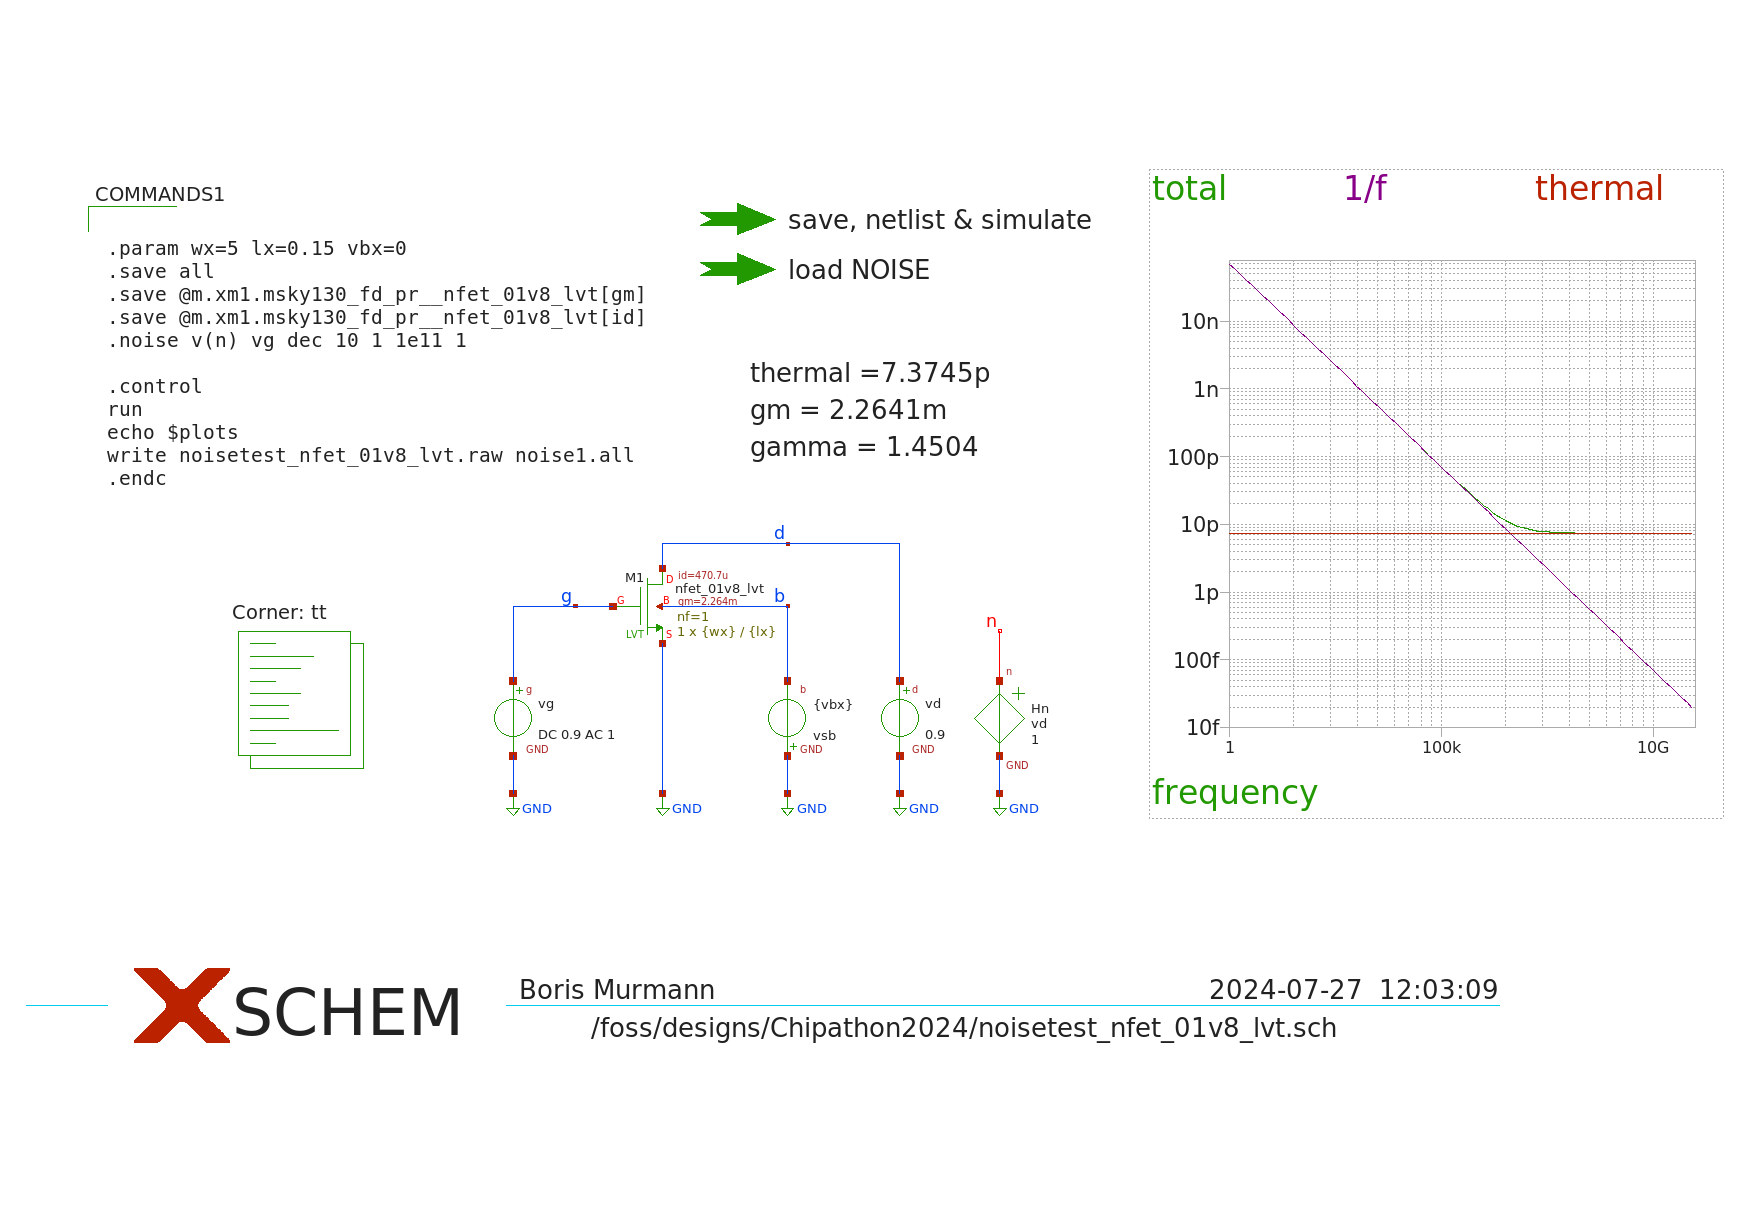 COMMANDS1
.param wx=5 lx=0.15 vbx=0
.save all
.save @m.xm1.msky130_fd_pr__nfet_01v8_lvt[gm]
.save @m.xm1.msky130_fd_pr__nfet_01v8_lvt[id]
.noise v(n) vg dec 10 1 1e11 1
.control
run
echo $plots
write noisetest_nfet_01v8_lvt.raw noise1.all
.endc
save, netlist & simulate
load NOISE
thermal =7.3745p
gm = 2.2641m
gamma = 1.4504
total 1/f thermal
10n
1n
100p
10p
1p
100f
10f
1 100k 10G
frequency
Corner: tt
d
g
b
n
M1
D
id=470.7u
nfet_01v8_lvt
G
B
gm=2.264m
nf=1
LVT
S
1 x {wx} / {lx}
+ g
vg
DC 0.9 AC 1
GND
GND
GND
b
{vbx}
vsb
+ GND
GND
+ d
vd
0.9
GND
GND
n
+
Hn
vd
1
GND
GND
XSCHEM
Boris Murmann
2024-07-27 12:03:09
/foss/designs/Chipathon2024/noisetest_nfet_01v8_lvt.sch